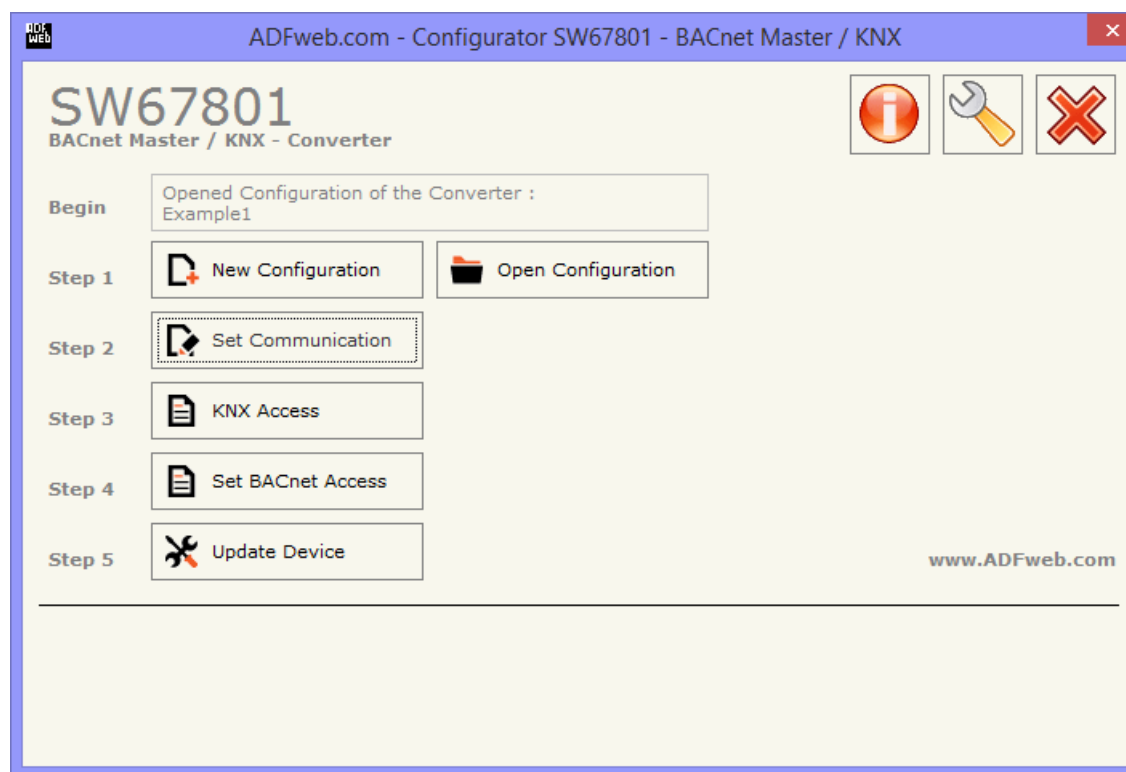 ADF
WEB
ADFweb.com - Configurator SW67801 - BACnet Master / KNX
SW67801
BACnet Master / KNX - Converter
Begin
Opened Configuration of the Converter :
Example1
Step 1
New Configuration
Open Configuration
Step 2
Set Communication
Step 3
KNX Access
Step 4
Set BACnet Access
Step 5
Update Device
www.ADFweb.com